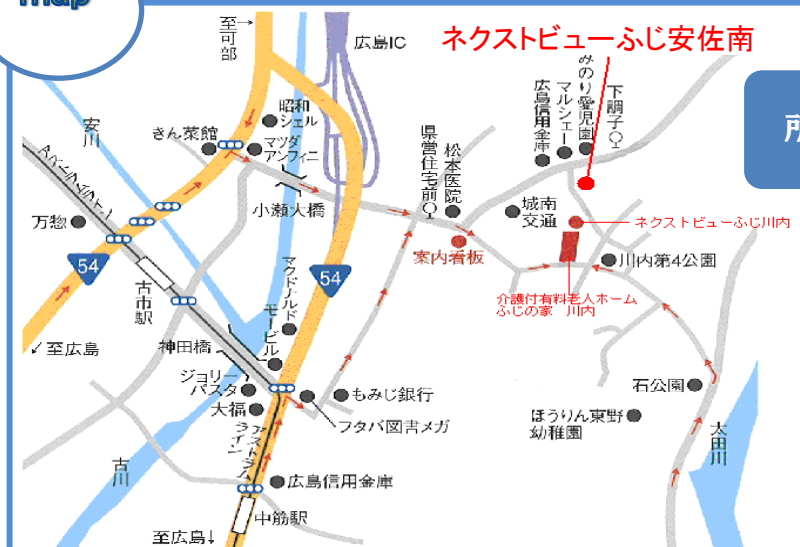 map
至可部
広島IC
ネクストビューふじ安佐南
所
昭和
シェル
きん菜館
マツダ
アンフィニ
安川
アストラムライン
小瀬大橋
県営住宅前
松本医院
広島信用金庫
マルシェー
みのり愛児園
下調子
万惣
城南
交通
ネクストビューふじ川内
案内看板
川内第4公園
54
54
古市駅
マクドナルド
モービル
介護付有料老人ホーム
ふじの家 川内
至広島
神田橋
ジョリー
パスタ
大福
もみじ銀行
石公園
フタバ図書メガ
ほうりん東野
幼稚園
太田川
アストラム
ライン
古川
広島信用金庫
中筋駅
至広島↓